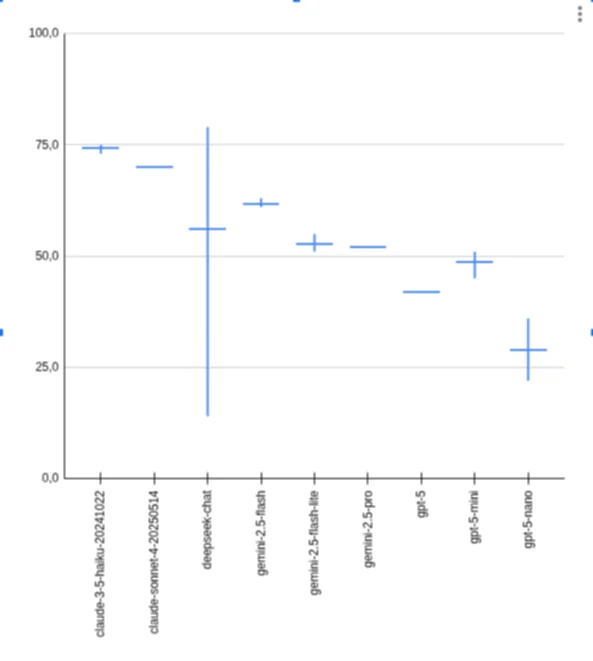 100,0
75,0
50,0
25,0
0,0
claude-3-5-haiku-20241022
claude-sonnet-4-20250514
deepseek-chat
gemini-2.5-flash
gemini-2.5-flash-lite
gemini-2.5-pro
gpt-5
gpt-5-mini
gpt-5-nano